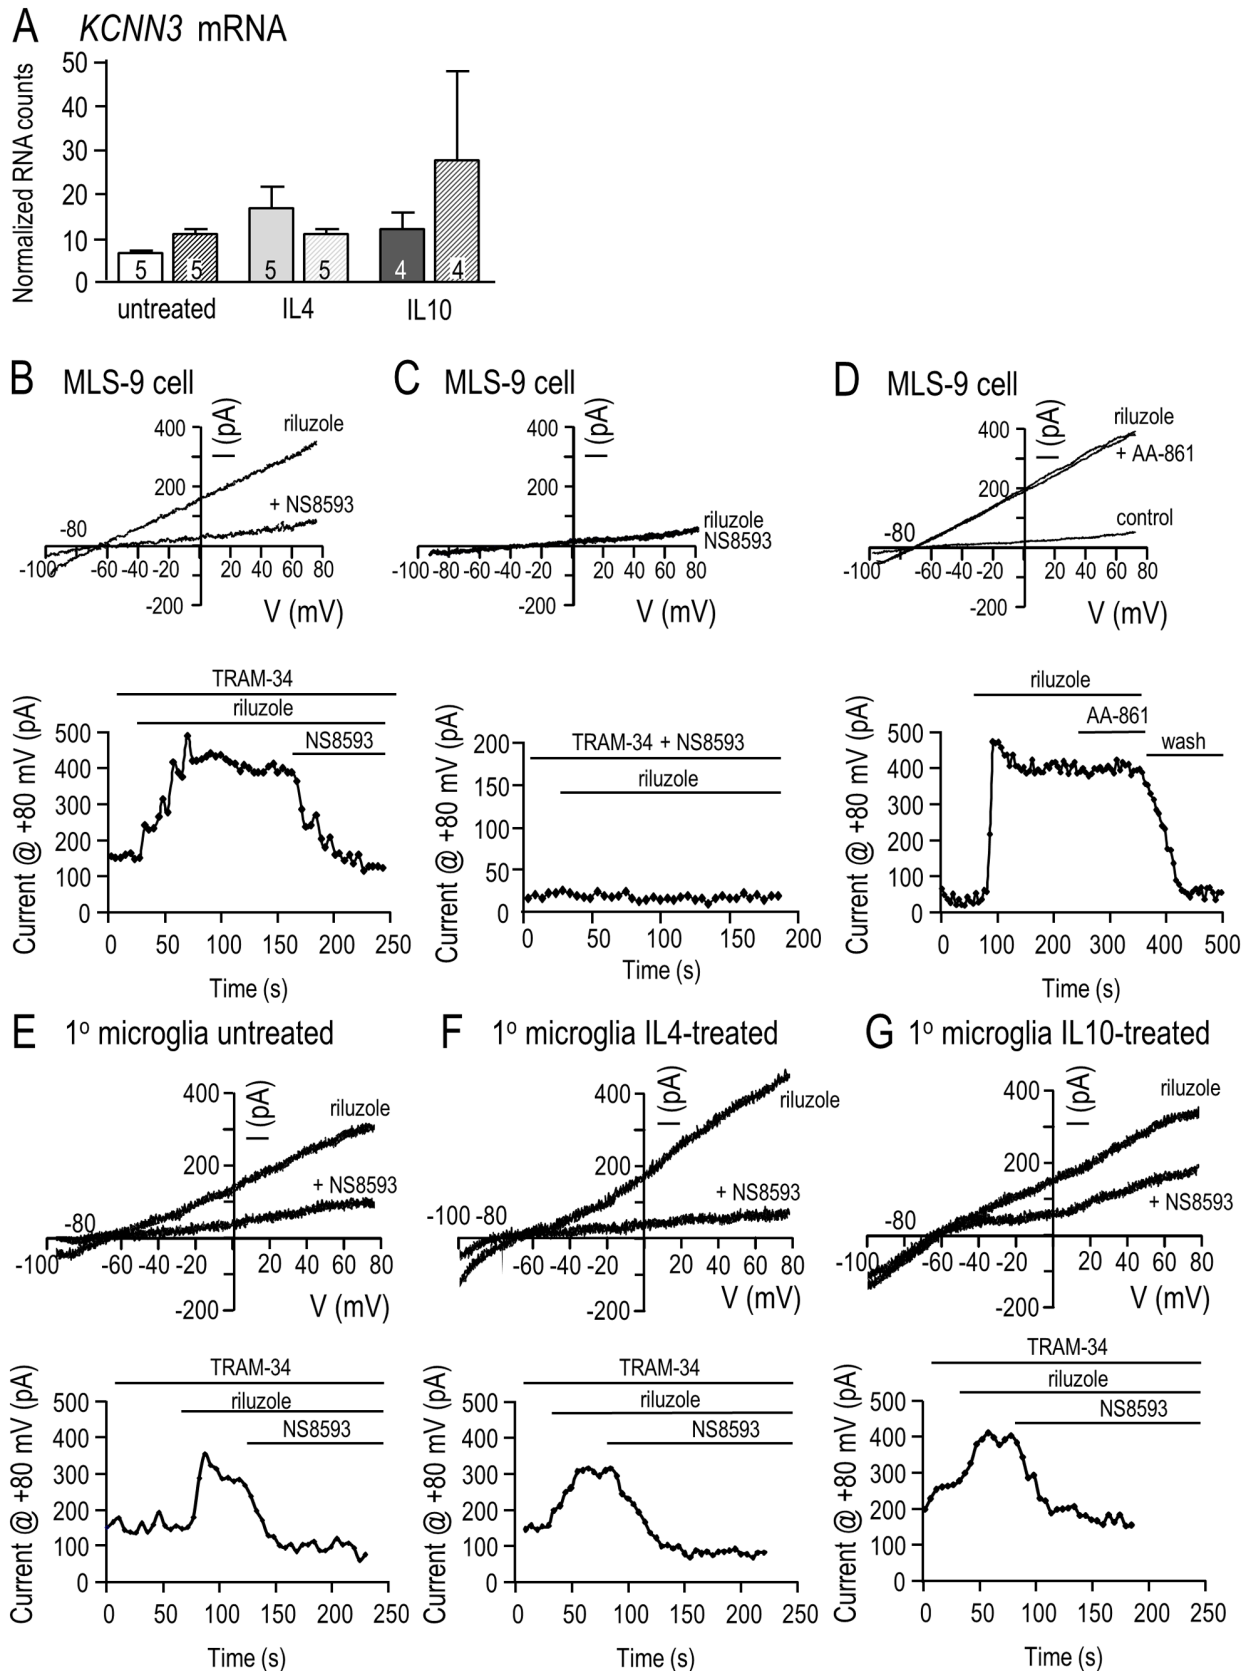 A KCNN3 mRNA
Normalized RNA counts
50
40
30
20
10
0
5 5 5 5 4 4
untreated IL4 IL10
B MLS-9 cell
I (pA)
400
riluzole
200
+ NS8593
-80
-100 -60 -40 -20 20 40 60 80
-200
V (mV)
TRAM-34
riluzole
NS8593
Current @ +80 mV (pA)
500
400
300
200
100
0
0 50 100 150 200 250
Time (s)
C MLS-9 cell
I (pA)
400
200
riluzole
NS8593
-100 -80 -60 -40 -20 20 40 60 80
-200
V (mV)
Current @ +80 mV (pA)
200
150
100
50
0
TRAM-34 + NS8593
riluzole
0 50 100 150 200
Time (s)
D MLS-9 cell
I (pA)
400
riluzole
+ AA-861
200
control
-80
-100 -60 -40 -20 20 40 60 80
-200
V (mV)
riluzole
AA-861
wash
Current @ +80 mV (pA)
500
400
300
200
100
0
0 100 200 300 400 500
Time (s)
E 1º microglia untreated
I (pA)
400
riluzole
200
+ NS8593
-80
-100 -60 -40 -20 20 40 60 80
-200
V (mV)
TRAM-34
riluzole
NS8593
Current @ +80 mV (pA)
500
400
300
200
100
0
0 50 100 150 200 250
Time (s)
F 1º microglia IL4-treated
I (pA)
400
riluzole
200
+ NS8593
-100 -80
-60 -40 -20 20 40 60 80
-200
V (mV)
TRAM-34
riluzole
NS8593
Current @ +80 mV (pA)
500
400
300
200
100
0
0 50 100 150 200 250
Time (s)
G 1º microglia IL10-treated
I (pA)
400
riluzole
200
+ NS8593
-80
-100 -60 -40 -20 20 40 60 80
-200
V (mV)
TRAM-34
riluzole
NS8593
Current @ +80 mV (pA)
500
400
300
200
100
0
0 50 100 150 200 250
Time (s)